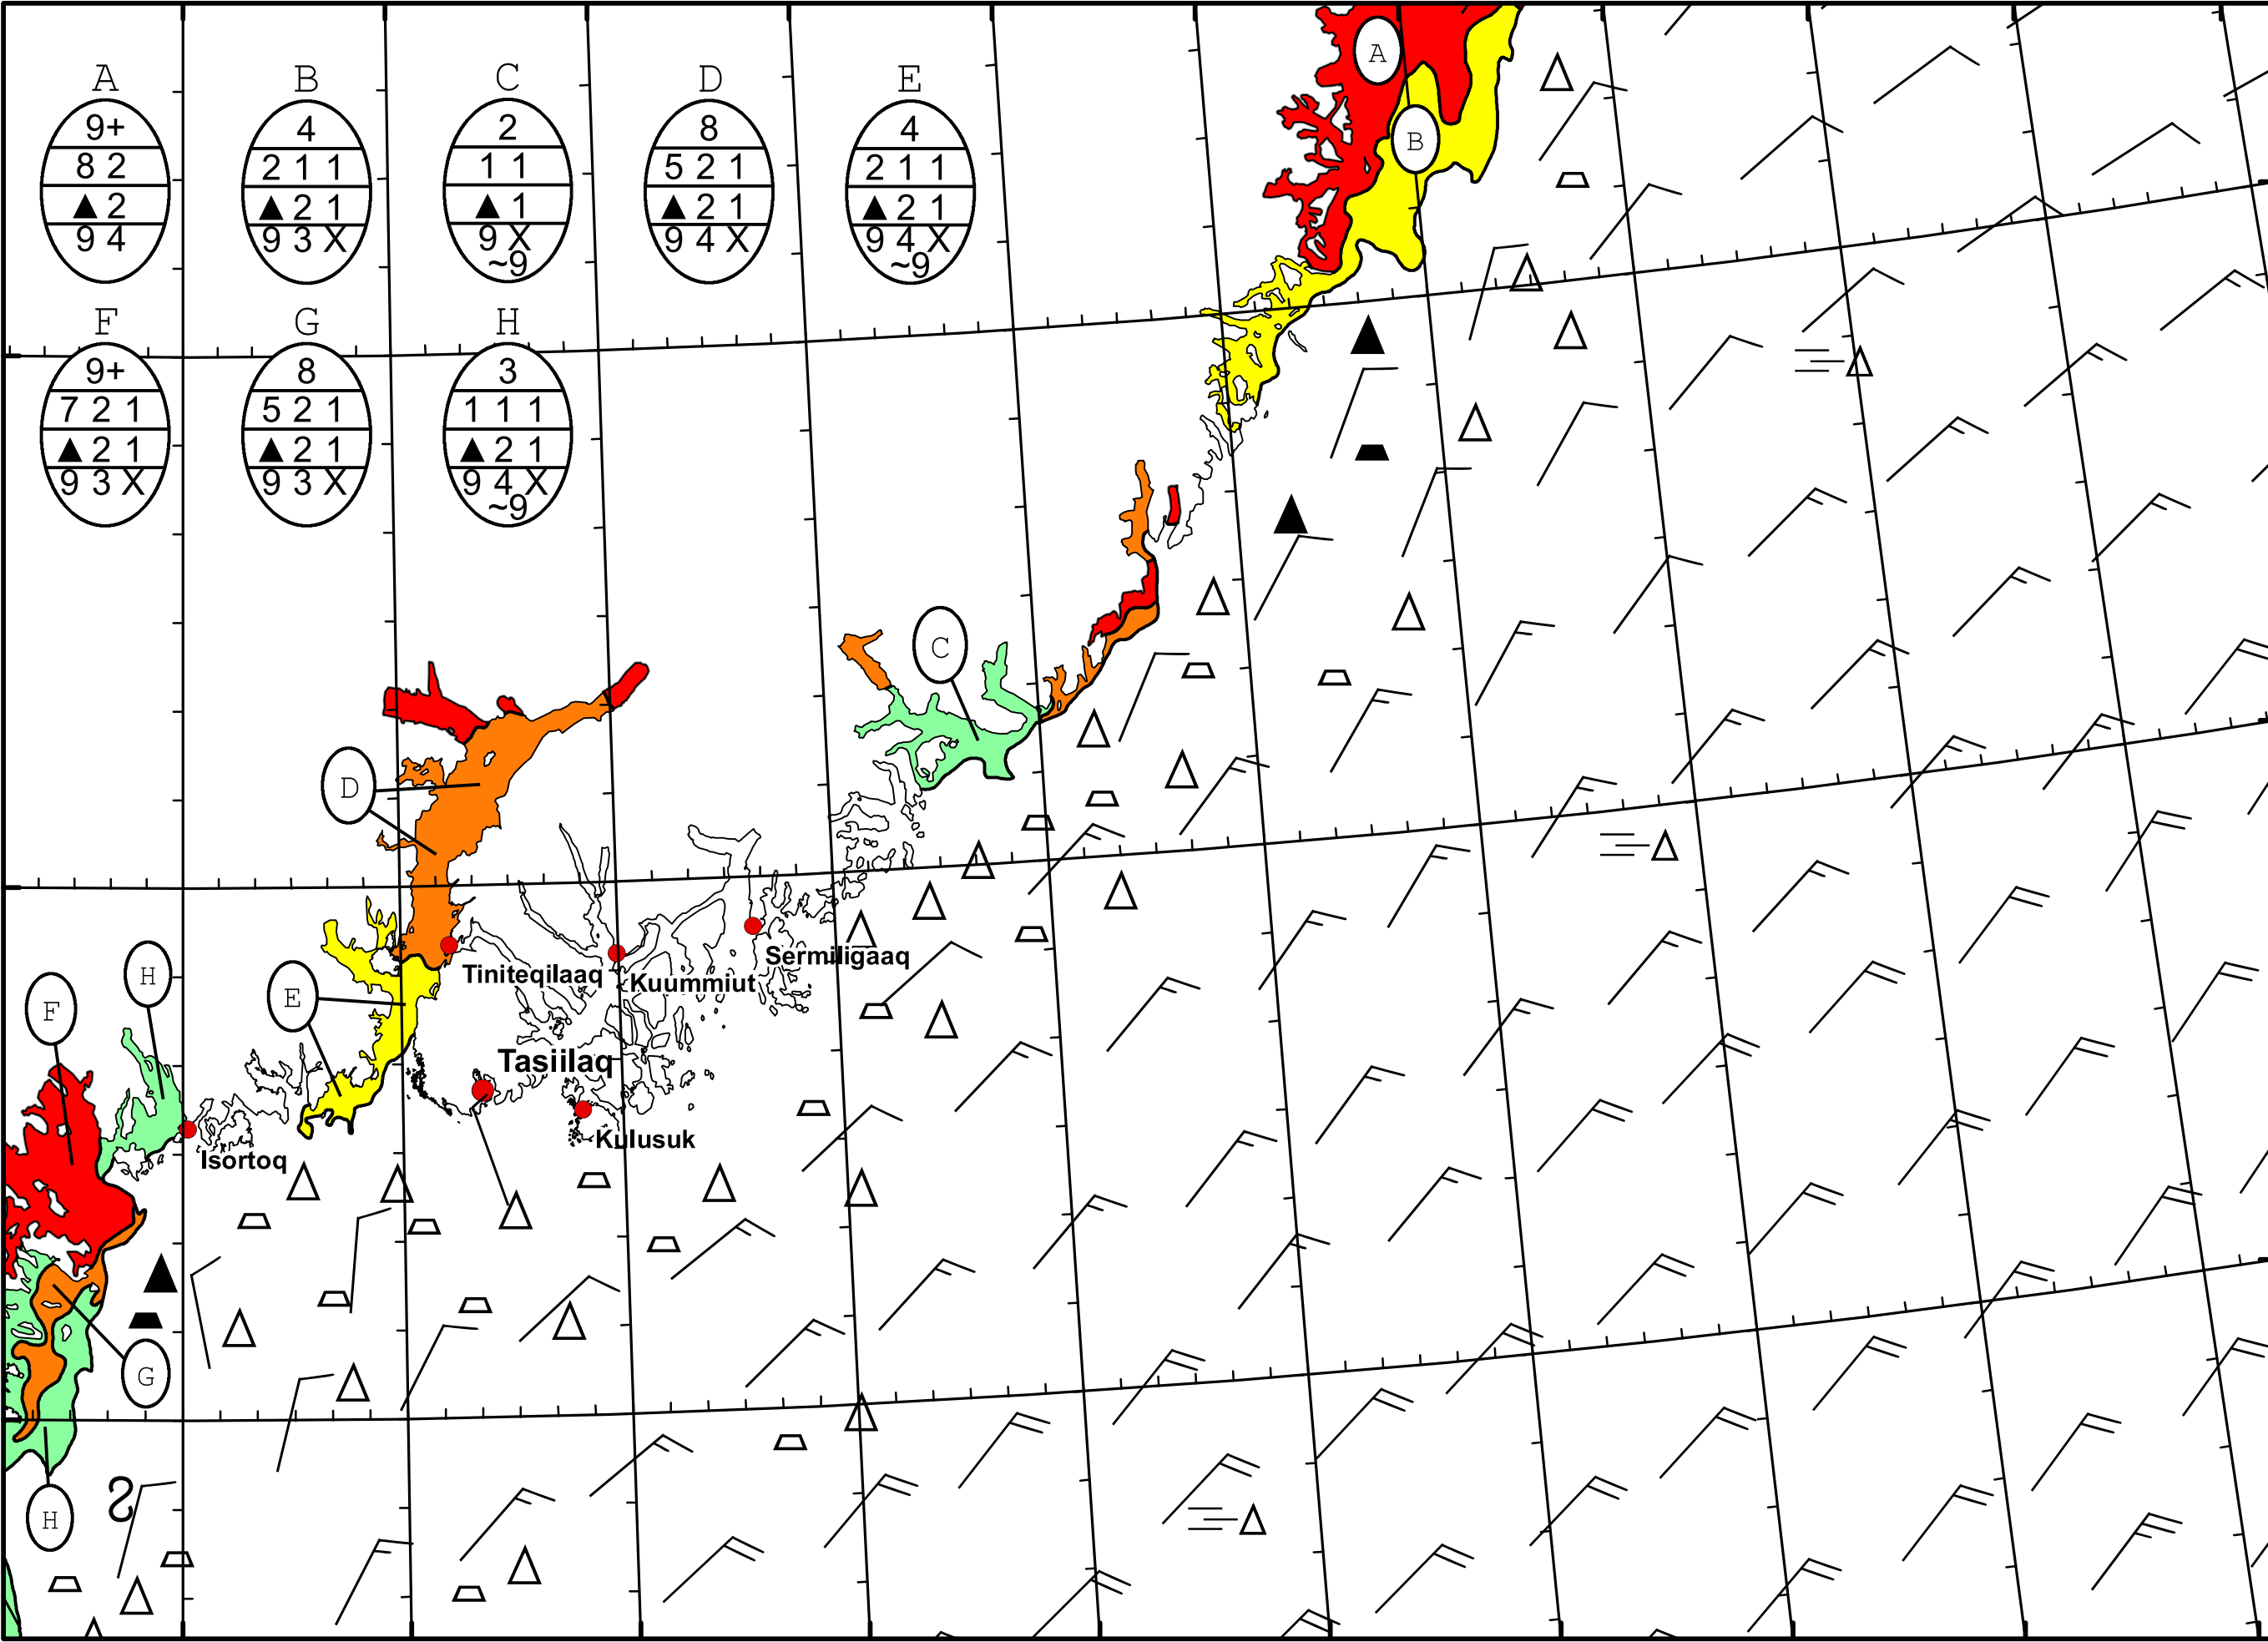 A B C D E
9+ 4 2 8 4
8 2 2 1 1 1 1 5 2 1 2 1 1
▲ 2 ▲ 2 1 ▲ 1 ▲ 2 1 ▲ 2 1
9 4 9 3 X 9 X 9 4 X 9 4 X
~9 ~9
F G H
9+ 8 3
7 2 1 5 2 1 1 1 1
▲ 2 1 ▲ 2 1 ▲ 2 1
9 3 X 9 3 X 9 4 X
~9
A
B
C
D
Sermiligaaq
Tiniteqilaaq
Kuummiut
H
E
F
Tasiilaq
Kulusuk
Isortoq
G
H